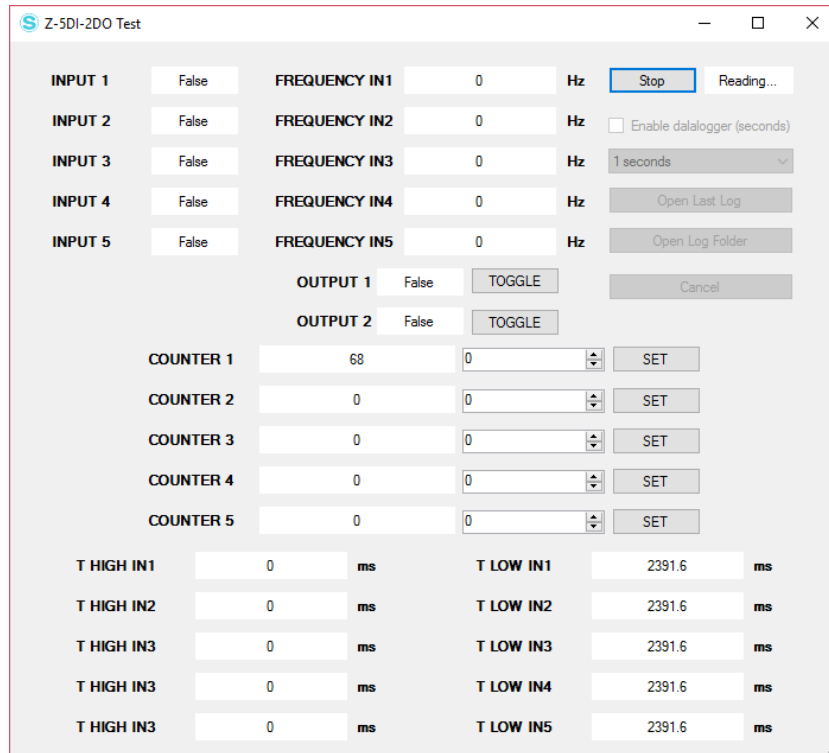 S Z-5DI-2DO Test
INPUT 1 False FREQUENCY IN1 0 Hz Stop Reading...
INPUT 2 False FREQUENCY IN2 0 Hz Enable dalalogger (seconds)
INPUT 3 False FREQUENCY IN3 0 Hz 1 seconds
INPUT 4 False FREQUENCY IN4 0 Hz Open Last Log
INPUT 5 False FREQUENCY IN5 0 Hz Open Log Folder
OUTPUT 1 False TOGGLE Cancel
OUTPUT 2 False TOGGLE
COUNTER 1 68 0 SET
COUNTER 2 0 0 SET
COUNTER 3 0 0 SET
COUNTER 4 0 0 SET
COUNTER 5 0 0 SET
T HIGH IN1 0 ms T LOW IN1 2391.6 ms
T HIGH IN2 0 ms T LOW IN2 2391.6 ms
T HIGH IN3 0 ms T LOW IN3 2391.6 ms
T HIGH IN3 0 ms T LOW IN4 2391.6 ms
T HIGH IN3 0 ms T LOW IN5 2391.6 ms